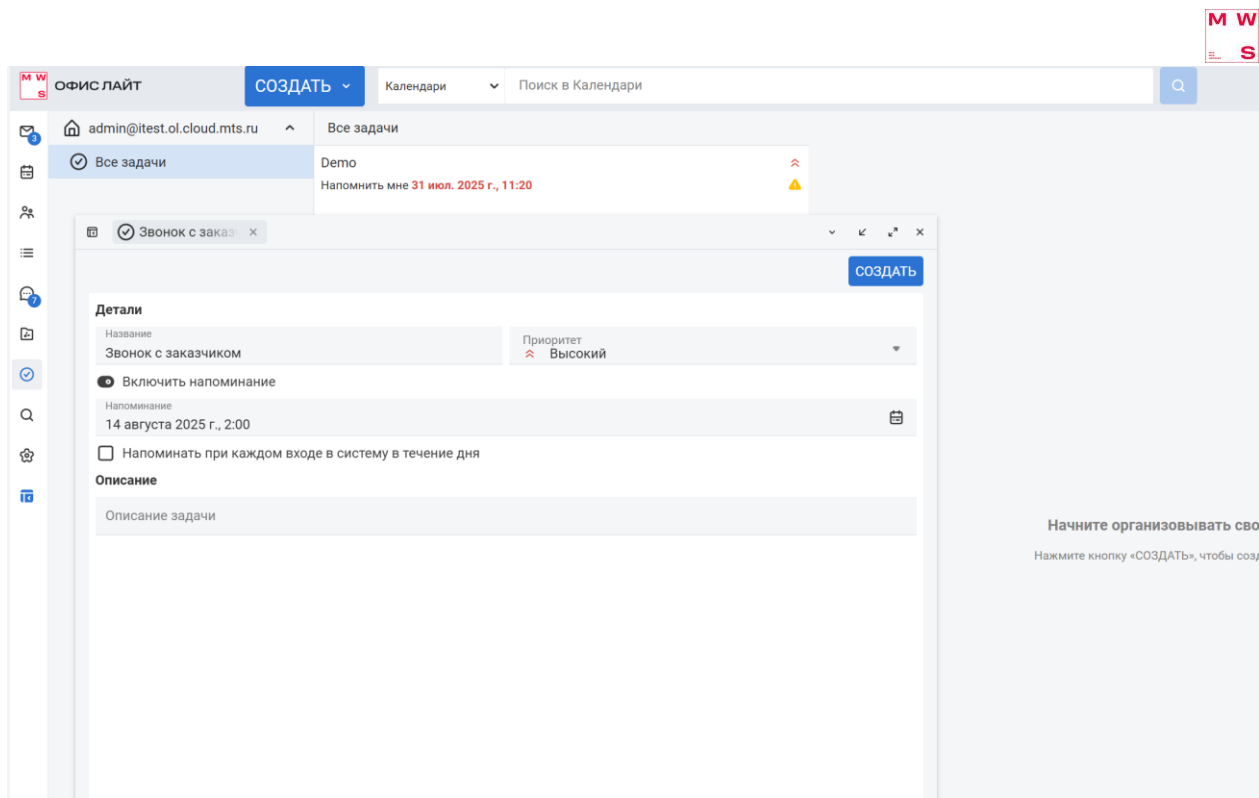 M W
S
M W
S
ОФИС ЛАЙТ
СОЗДАТЬ
Календари
Поиск в Календари
3
admin@itest.ol.cloud.mts.ru
Все задачи
Все задачи
Demo
Напомнить мне 31 июл. 2025 г., 11:20
7
Звонок с заказ
СОЗДАТЬ
Детали
Название
Звонок с заказчиком
Приоритет
Высокий
Включить напоминание
Напоминание
14 августа 2025 г., 2:00
Напоминать при каждом входе в систему в течение дня
Описание
Описание задачи
Начните организовывать сво
Нажмите кнопку «СОЗДАТЬ», чтобы созд